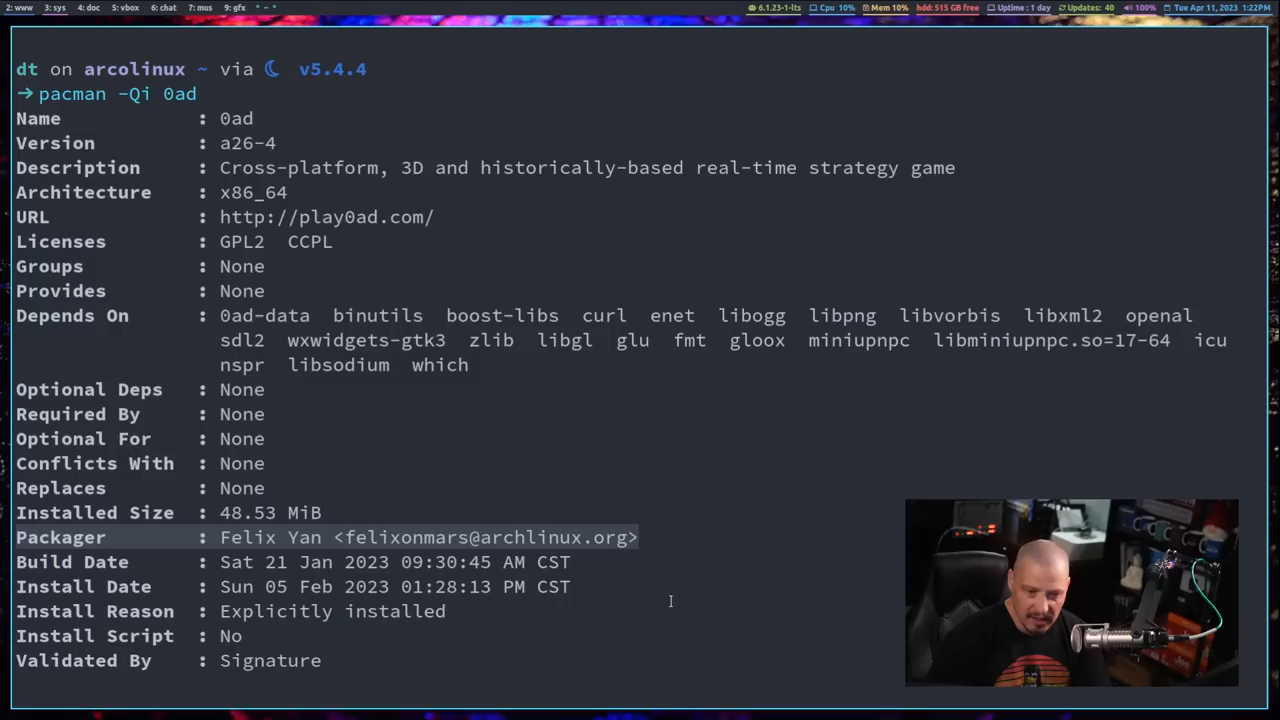 2: www 3: sys 4: doc 5: vbox 6: chat 7: mus 9: gfx 6.1.23-1-lts Cpu 10% Mem 10% hdd: 515 GB free Uptime : 1 day Updates: 40 100% Tue Apr 11, 2023 1:22PM
dt on arcolinux ~ via v5.4.4
→ pacman -Qi 0ad
Name : 0ad
Version : a26-4
Description : Cross-platform, 3D and historically-based real-time strategy game
Architecture : x86_64
URL : http://play0ad.com/
Licenses : GPL2 CCPL
Groups : None
Provides : None
Depends On : 0ad-data binutils boost-libs curl enet libogg libpng libvorbis libxml2 openal
sdl2 wxwidgets-gtk3 zlib libgl glu fmt gloox miniupnpc libminiupnpc.so=17-64 icu
nspr libsodium which
Optional Deps : None
Required By : None
Optional For : None
Conflicts With : None
Replaces : None
Installed Size : 48.53 MiB
Packager : Felix Yan <felixonmars@archlinux.org>
Build Date : Sat 21 Jan 2023 09:30:45 AM CST
Install Date : Sun 05 Feb 2023 01:28:13 PM CST
Install Reason : Explicitly installed
Install Script : No
Validated By : Signature